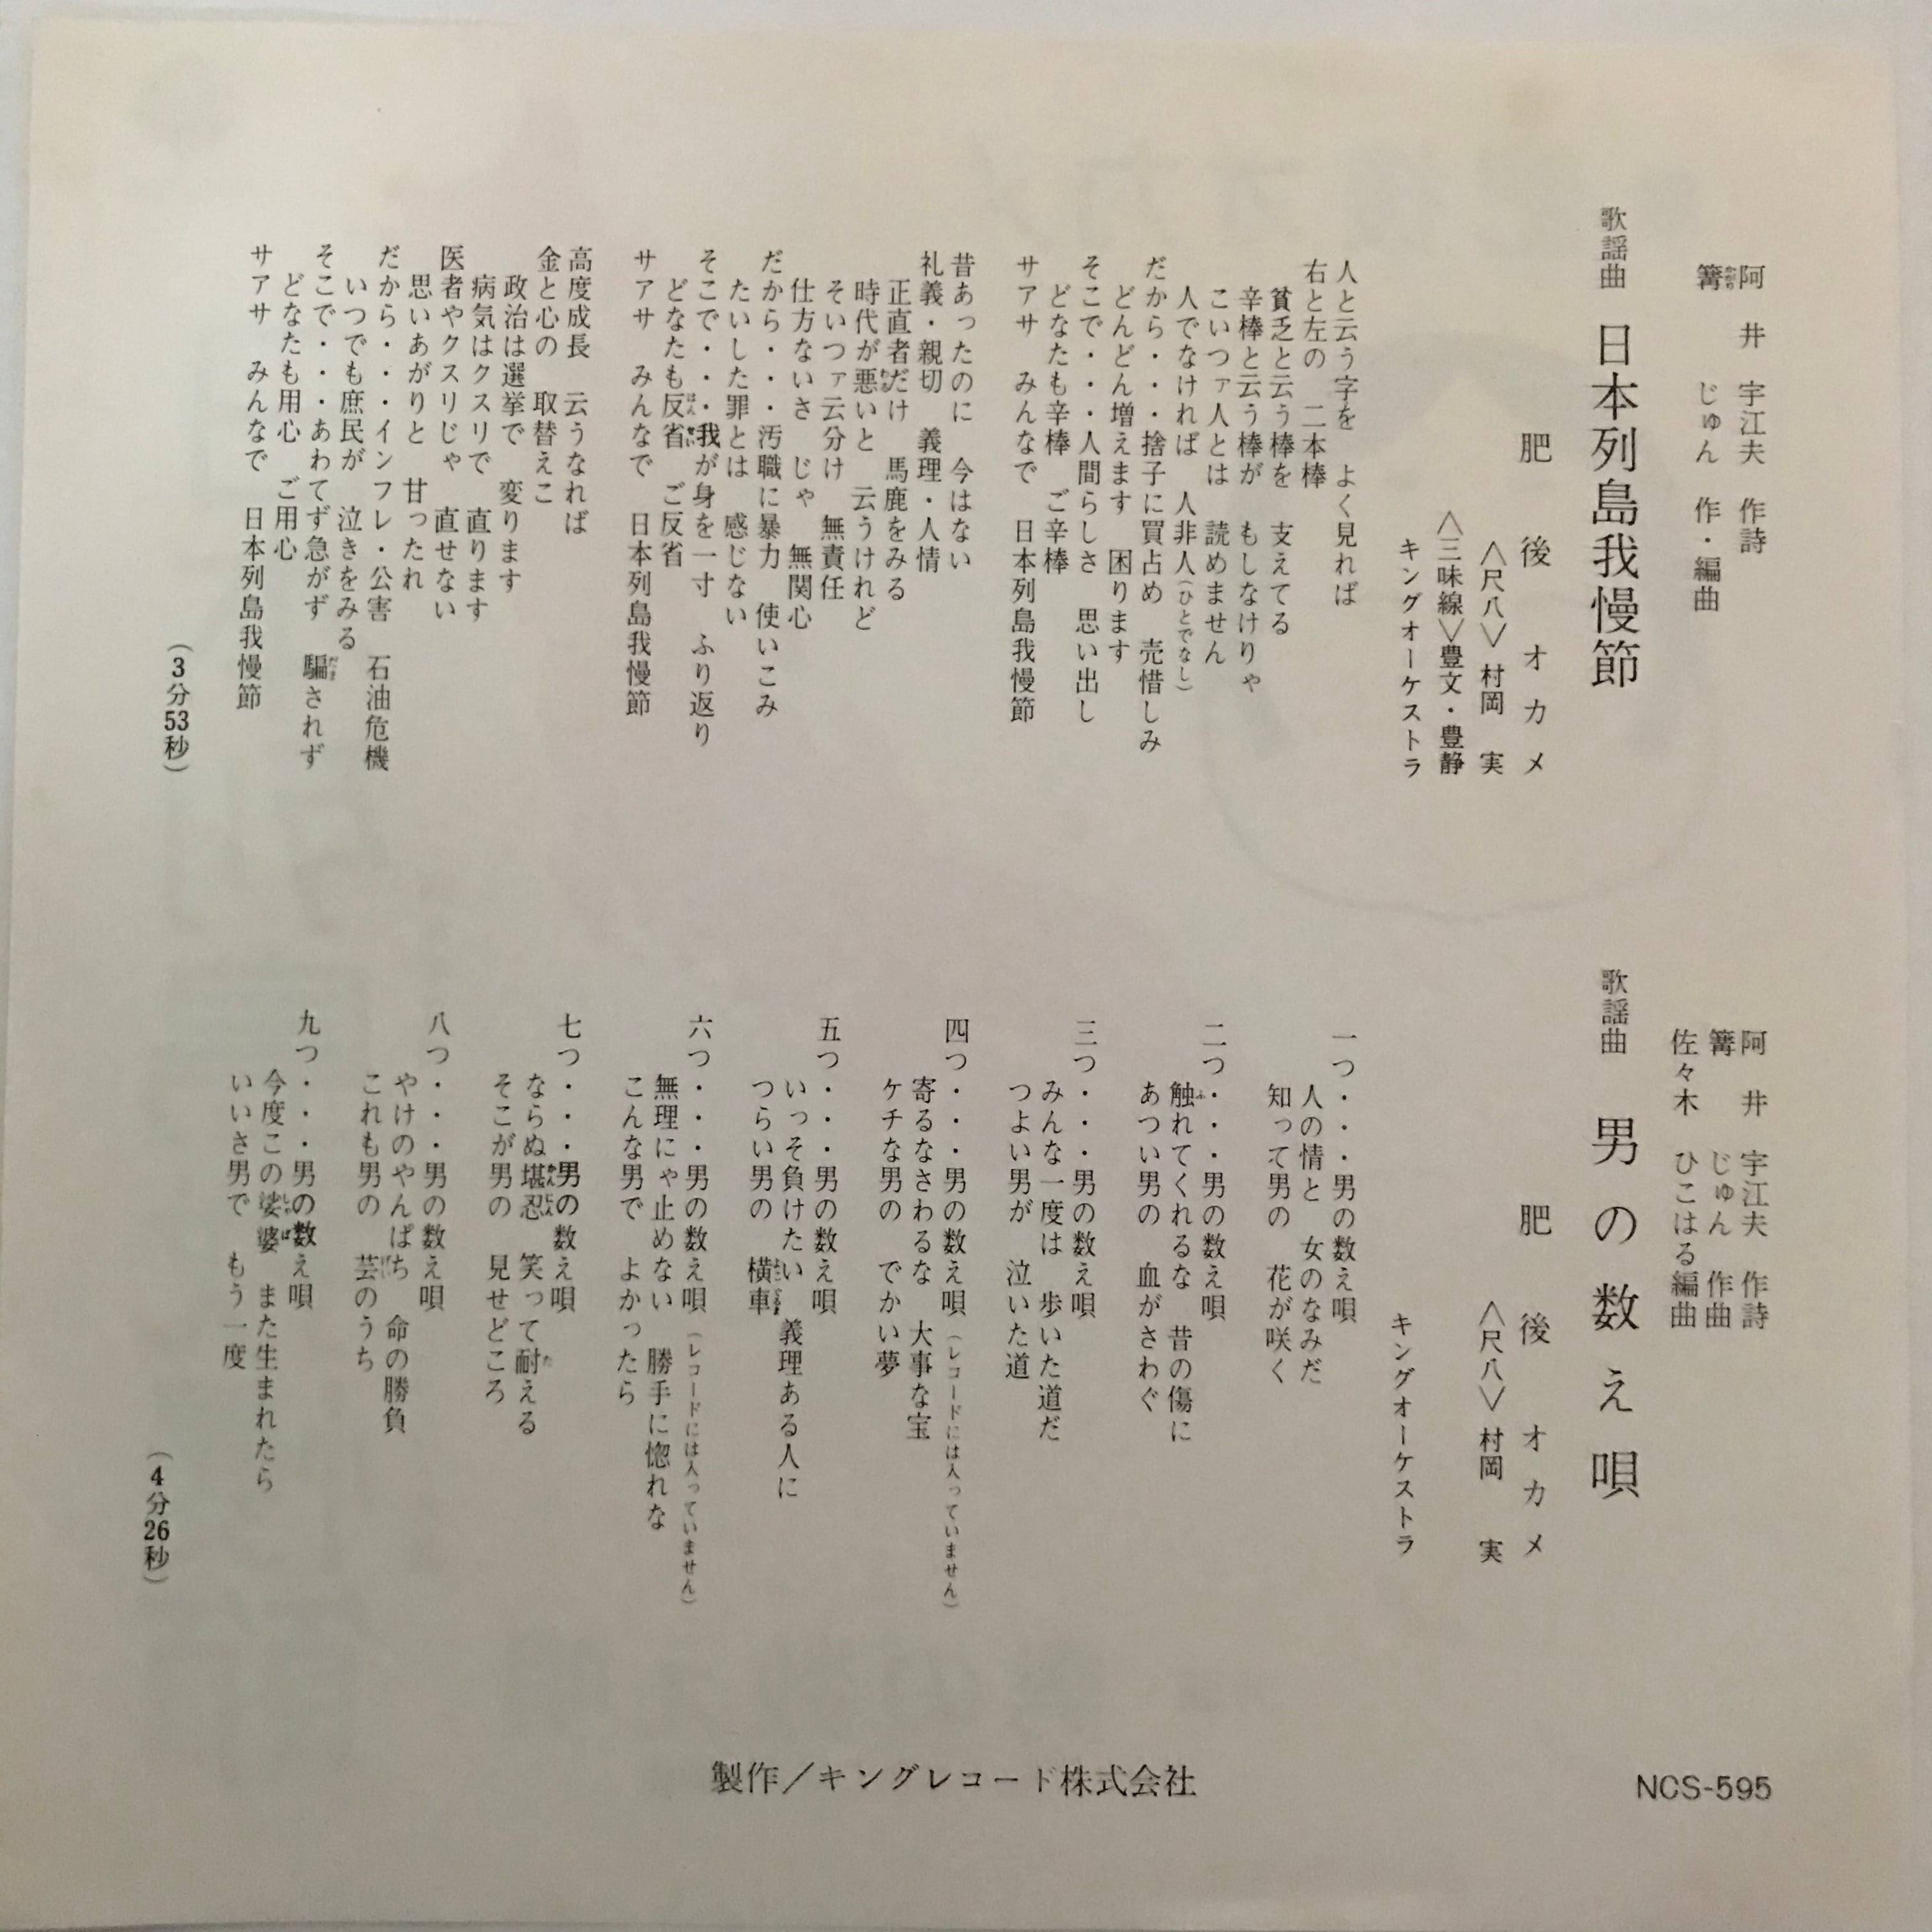 阿井 宇江夫 作詩
篝 じゅん 作・編曲
歌謡曲 日本列島我慢節
肥後 オカメ
〈尺八〉村岡 実
〈三味線〉豊文・豊静
キングオーケストラ
人と云う字を よく見れば
右と左の 二本棒
貧乏と云う棒を 支えてる
辛棒と云う棒が もしなけりゃ
こいつァ人とは 読めません
人でなければ 人非人(ひとでなし)
だから・・・捨子に買占め 売惜しみ
どんどん増えます 困ります
そこで・・・人間らしさ 思い出し
どなたも辛棒 ご辛棒
サアサ みんなで 日本列島我慢節
昔あったのに 今はない
礼義・親切 義理・人情
正直者だけ 馬鹿をみる
時代が悪いと 云うけれど
そいつァ云分け 無責任
仕方ないさ じゃ 無関心
だから・・・汚職に暴力 使いこみ
たいした罪とは 感じない
そこで・・・我が身を一寸 ふり返り
どなたも反省 ご反省
サアサ みんなで 日本列島我慢節
高度成長 云うなれば
金と心の 取替えこ
政治は選挙で 変ります
病気はクスリで 直ります
医者やクスリじゃ 直せない
思いあがりと 甘ったれ
だから・・・インフレ・公害 石油危機
いつでも庶民が 泣きをみる
そこで・・・あわてず急がず 騙されず
どなたも用心 ご用心
サアサ みんなで 日本列島我慢節
(3分53秒)
阿井 宇江夫 作詩
篝 じゅん 作曲
佐々木 ひこはる編曲
歌謡曲 男の数え唄
肥後 オカメ
〈尺八〉村岡 実
キングオーケストラ
一つ・・・男の数え唄
人の情と 女のなみだ
知って男の 花が咲く
二つ・・・男の数え唄
触れてくれるな 昔の傷に
あつい男の 血がさわぐ
三つ・・・男の数え唄
みんな一度は 歩いた道だ
つよい男が 泣いた道
四つ・・・男の数え唄(レコードには入っていません)
寄るなさわるな 大事な宝
ケチな男の でかい夢
五つ・・・男の数え唄
いっそ負けたい 義理ある人に
つらい男の 横車
六つ・・・男の数え唄(レコードには入っていません)
無理にゃ止めない 勝手に惚れな
こんな男で よかったら
七つ・・・男の数え唄
ならぬ堪忍 笑って耐える
そこが男の 見せどころ
八つ・・・男の数え唄
やけのやんぱち 命の勝負
これも男の 芸のうち
九つ・・・男の数え唄
今度この娑婆 また生まれたら
いいさ男で もう一度
(4分26秒)
製作/キングレコード株式会社
NCS-595